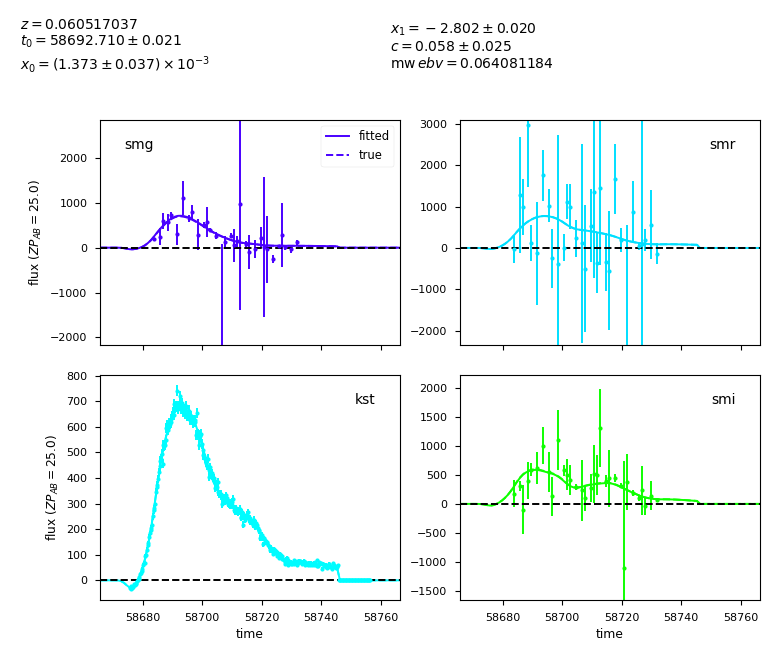 z = 0.060517037
t₀ = 58692.710 ± 0.021
x₀ = (1.373 ± 0.037) × 10⁻³
x₁ = −2.802 ± 0.020
c = 0.058 ± 0.025
mw ebv = 0.064081184
smg
fitted
true
2000
1000
0
−1000
−2000
flux (ZP_AB = 25.0)
smr
3000
2000
1000
0
−1000
−2000
kst
800
700
600
500
400
300
200
100
0
flux (ZP_AB = 25.0)
58680 58700 58720 58740 58760
time
smi
2000
1500
1000
500
0
−500
−1000
−1500
58680 58700 58720 58740 58760
time